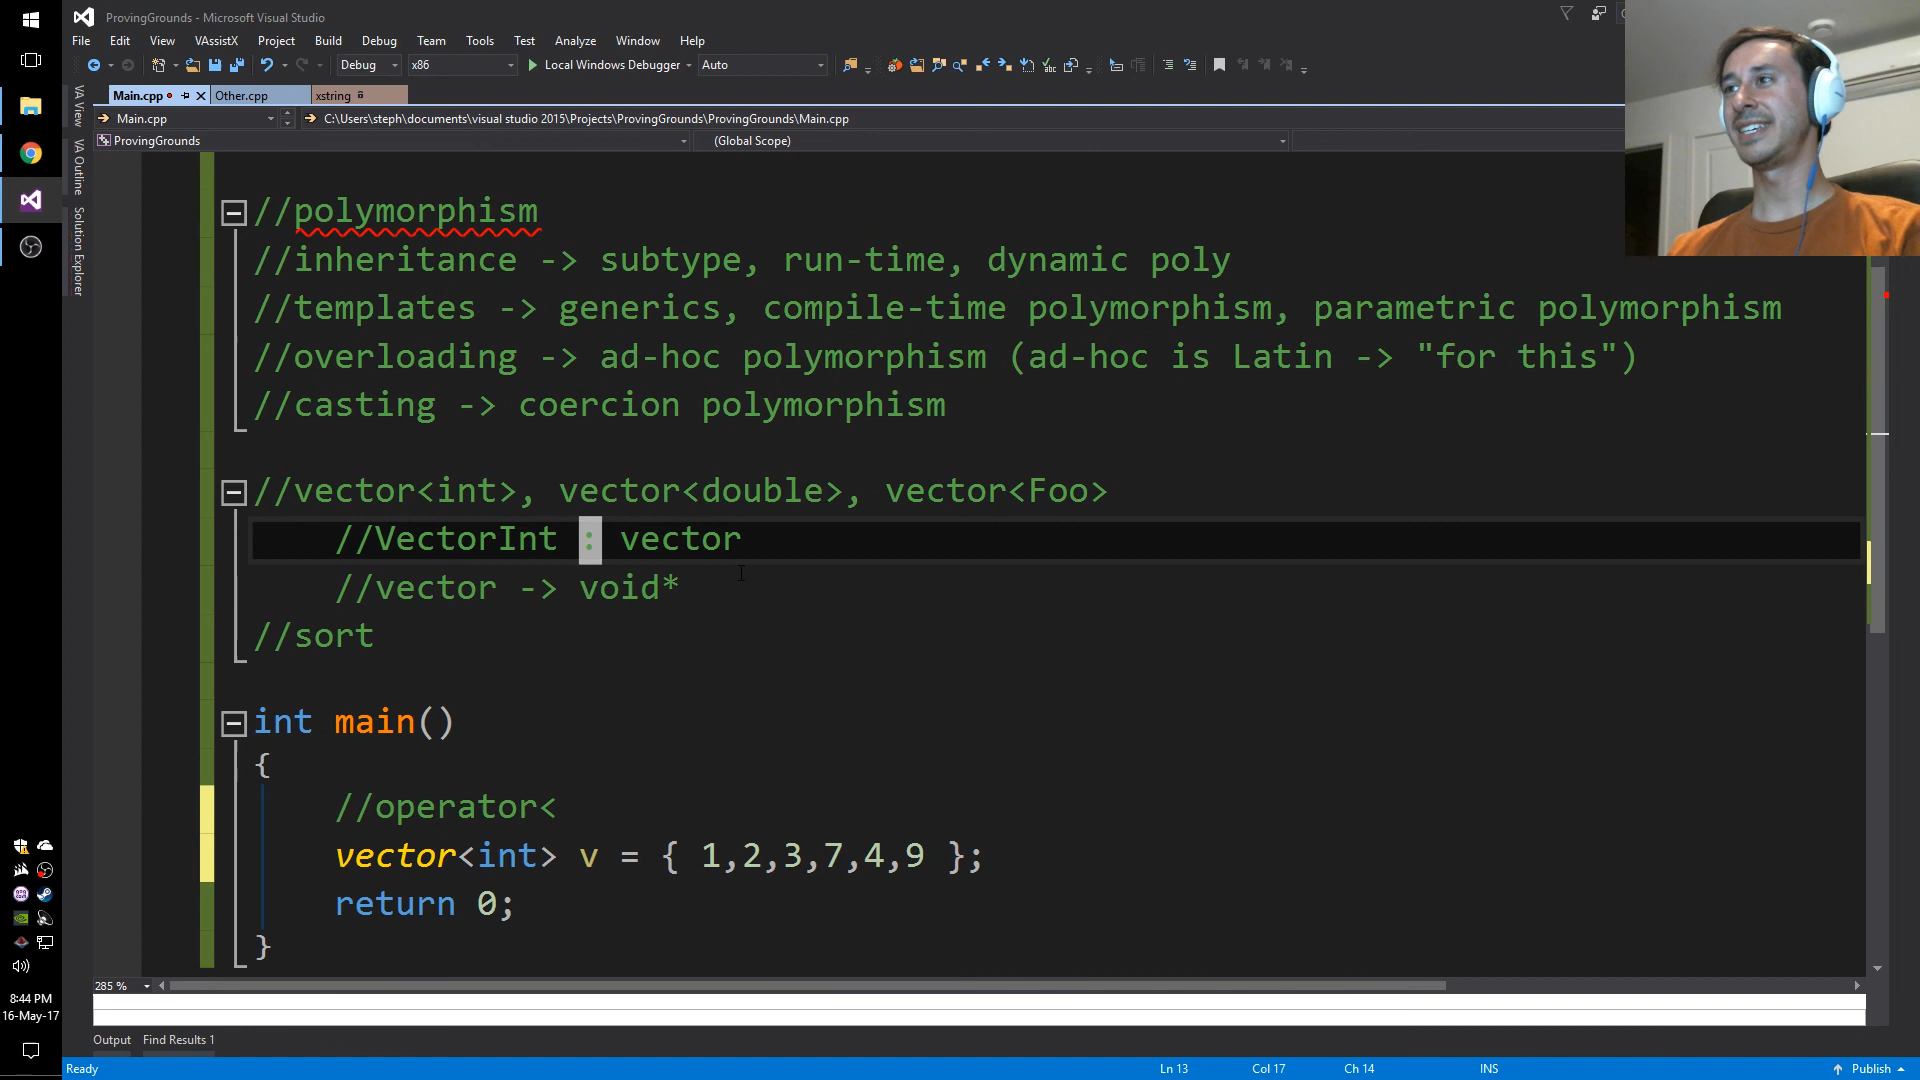 ProvingGrounds - Microsoft Visual Studio
File Edit View VAssistX Project Build Debug Team Tools Test Analyze Window Help
Debug x86 Local Windows Debugger Auto
Main.cpp Other.cpp xstring
Main.cpp C:\Users\steph\documents\visual studio 2015\Projects\ProvingGrounds\ProvingGrounds\Main.cpp
ProvingGrounds (Global Scope)
VA View
VA Outline
Solution Explorer
//polymorphism
//inheritance -> subtype, run-time, dynamic poly
//templates -> generics, compile-time polymorphism, parametric polymorphism
//overloading -> ad-hoc polymorphism (ad-hoc is Latin -> "for this")
//casting -> coercion polymorphism
//vector<int>, vector<double>, vector<Foo>
//VectorInt : vector
//vector -> void*
//sort
int main()
{
//operator<
vector<int> v = { 1,2,3,7,4,9 };
return 0;
}
285 %
8:44 PM
16-May-17
Output Find Results 1
Ready Ln 13 Col 17 Ch 14 INS Publish